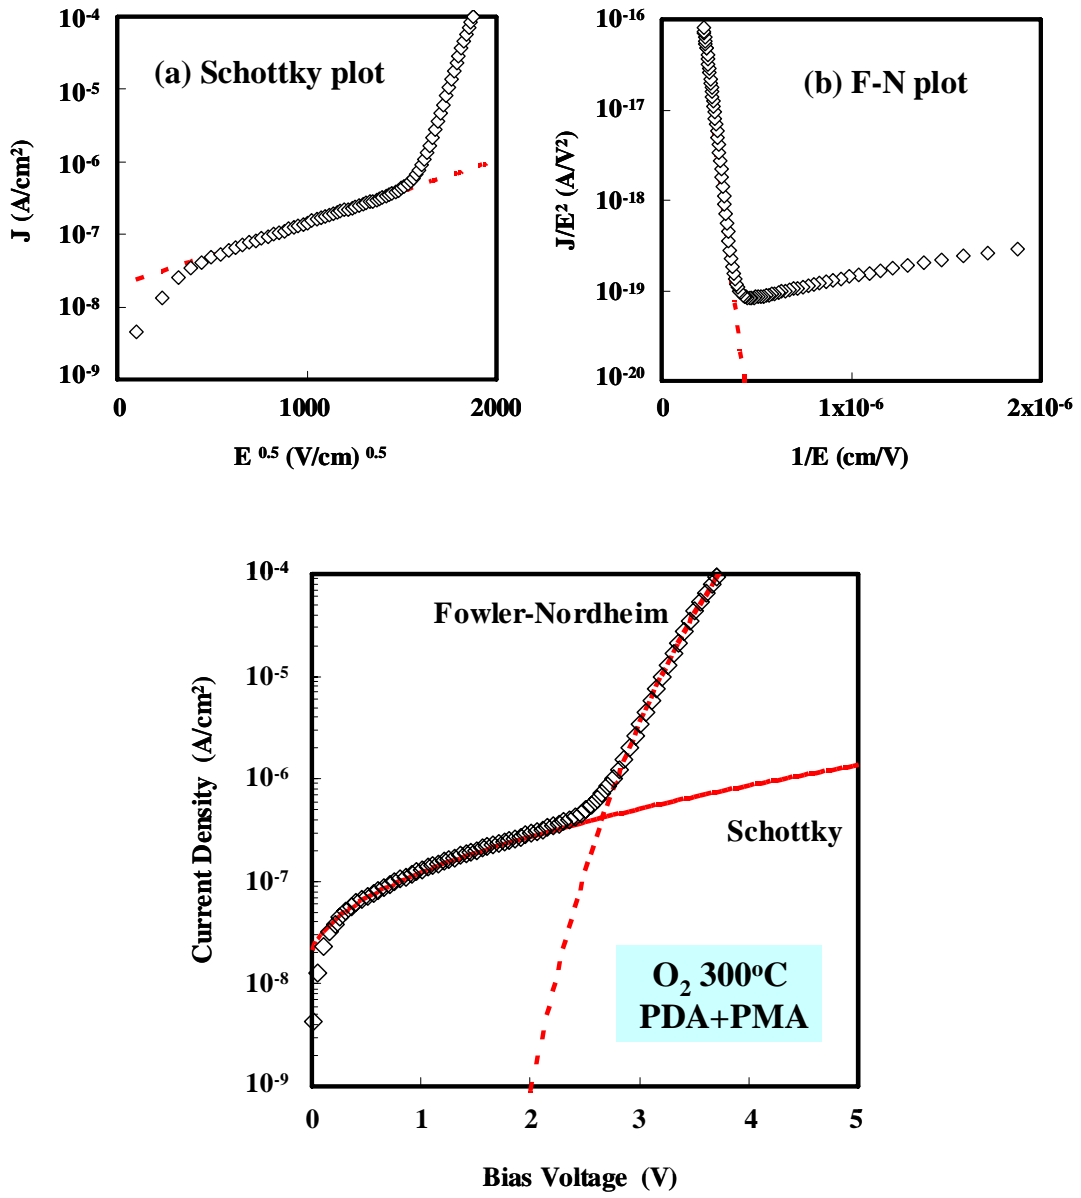 (a) Schottky plot
10⁻⁴
10⁻⁵
10⁻⁶
10⁻⁷
10⁻⁸
10⁻⁹
J (A/cm²)
0 1000 2000
E ⁰·⁵ (V/cm) ⁰·⁵
(b) F-N plot
10⁻¹⁶
10⁻¹⁷
10⁻¹⁸
10⁻¹⁹
10⁻²⁰
J/E² (A/V²)
0 1x10⁻⁶ 2x10⁻⁶
1/E (cm/V)
10⁻⁴
10⁻⁵
10⁻⁶
10⁻⁷
10⁻⁸
10⁻⁹
Current Density (A/cm²)
Fowler-Nordheim
Schottky
O₂ 300ºC
PDA+PMA
0 1 2 3 4 5
Bias Voltage (V)